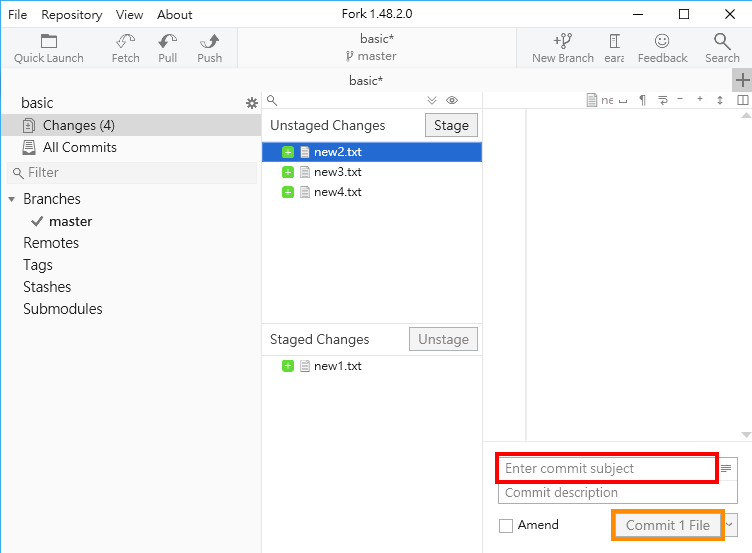 File Repository View About Fork 1.48.2.0
basic*
master
Quick Launch Fetch Pull Push New Branch Feedback Search
basic*
basic
Changes (4)
All Commits
Filter
Branches
master
Remotes
Tags
Stashes
Submodules
Unstaged Changes Stage
new2.txt
new3.txt
new4.txt
Staged Changes Unstage
new1.txt
Enter commit subject
Commit description
Amend Commit 1 File